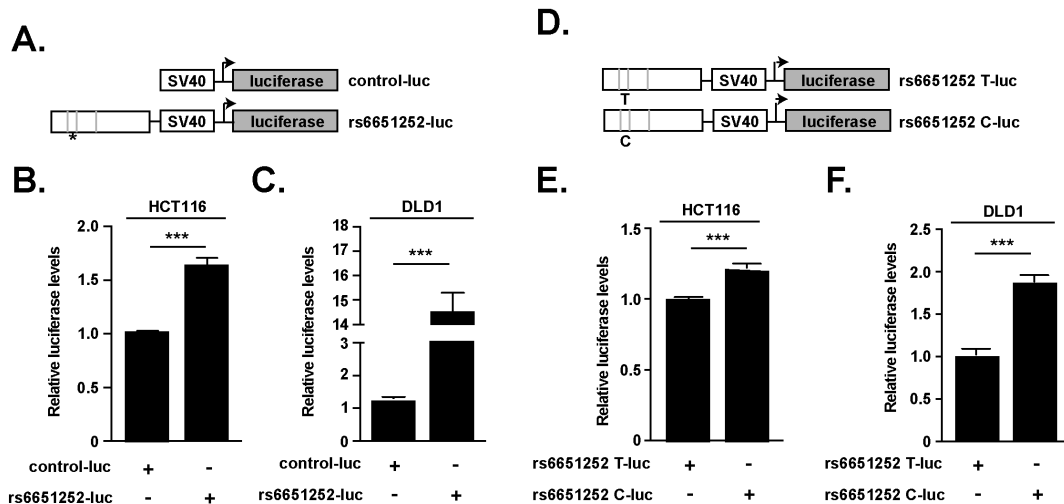 A.
SV40 luciferase control-luc
SV40 luciferase rs6651252-luc
*
B.
HCT116
***
Relative luciferase levels
2.0
1.5
1.0
0.5
0
control-luc + -
rs6651252-luc - +
C.
DLD1
***
Relative luciferase levels
18
17
16
15
14
3
2
1
0
control-luc + -
rs6651252-luc - +
D.
SV40 luciferase rs6651252 T-luc
T
SV40 luciferase rs6651252 C-luc
C
E.
HCT116
***
Relative luciferase levels
1.5
1.0
0.5
0
rs6651252 T-luc + -
rs6651252 C-luc - +
F.
DLD1
***
Relative luciferase levels
2.5
2.0
1.5
1.0
0.5
0
rs6651252 T-luc + -
rs6651252 C-luc - +